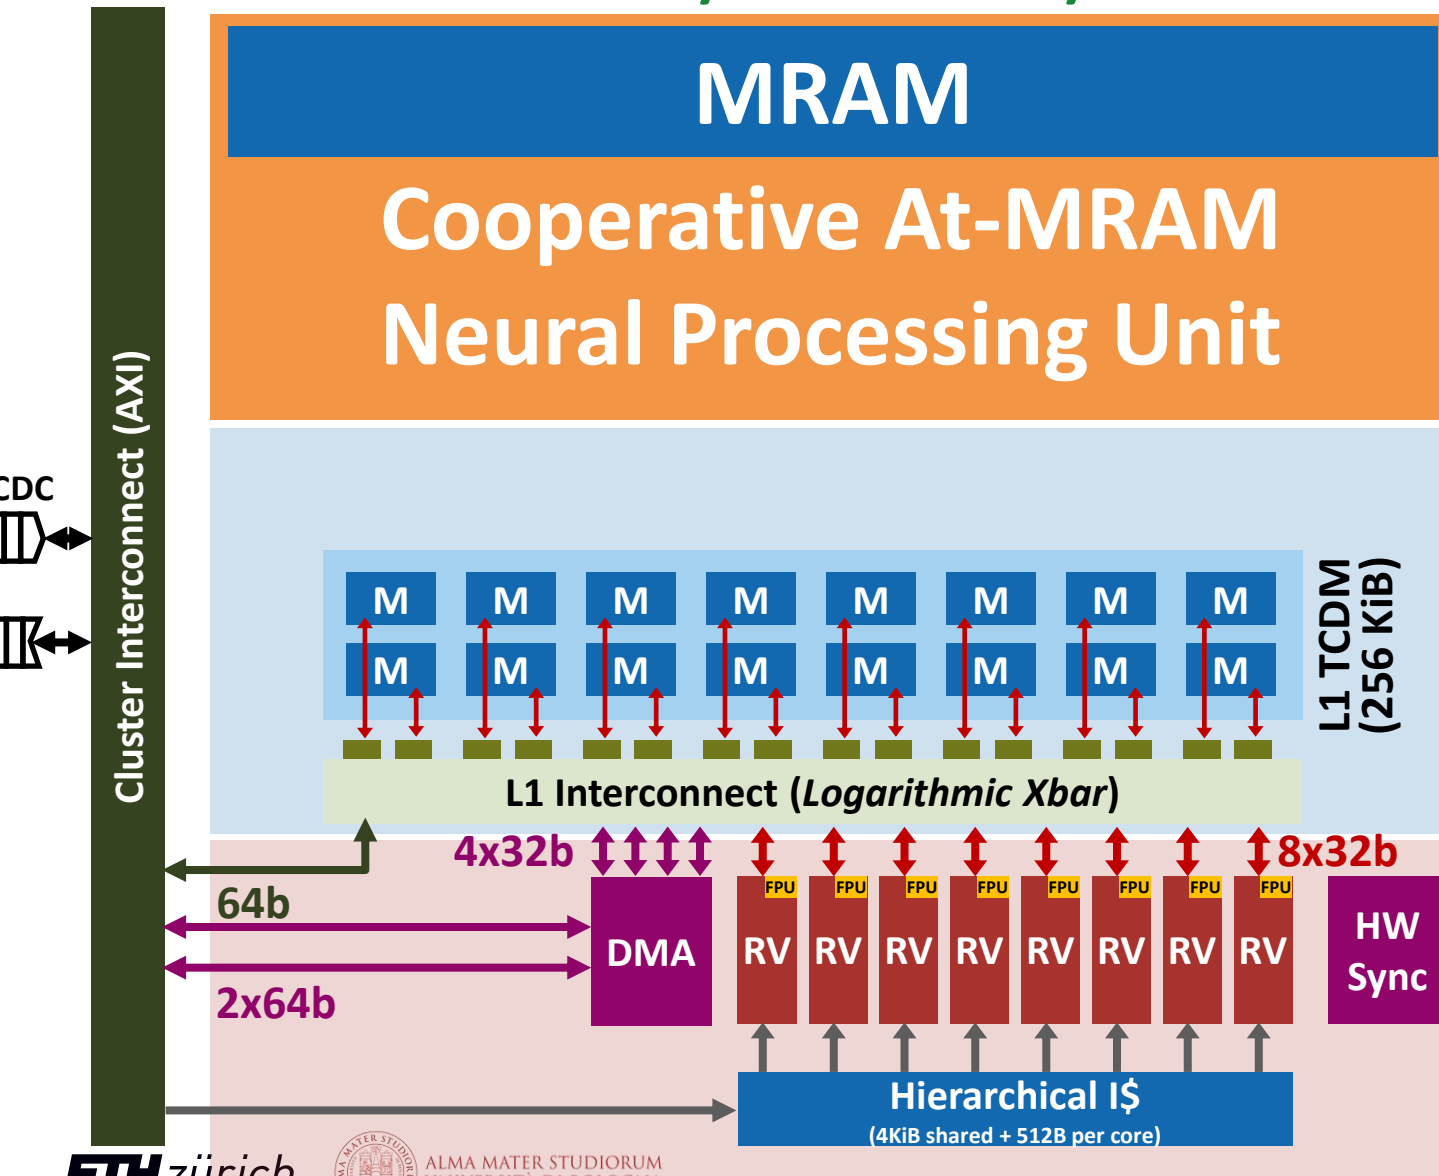 MRAM
Cooperative At-MRAM
Neural Processing Unit
Cluster Interconnect (AXI)
CDC
M M M M M M M M
M M M M M M M M
L1 TCDM
(256 KiB)
L1 Interconnect (Logarithmic Xbar)
4x32b
8x32b
64b
2x64b
DMA
FPU FPU FPU FPU FPU FPU FPU FPU
RV RV RV RV RV RV RV RV
HW
Sync
Hierarchical I$
(4KiB shared + 512B per core)
ETH zürich
ALMA MATER STUDIORUM